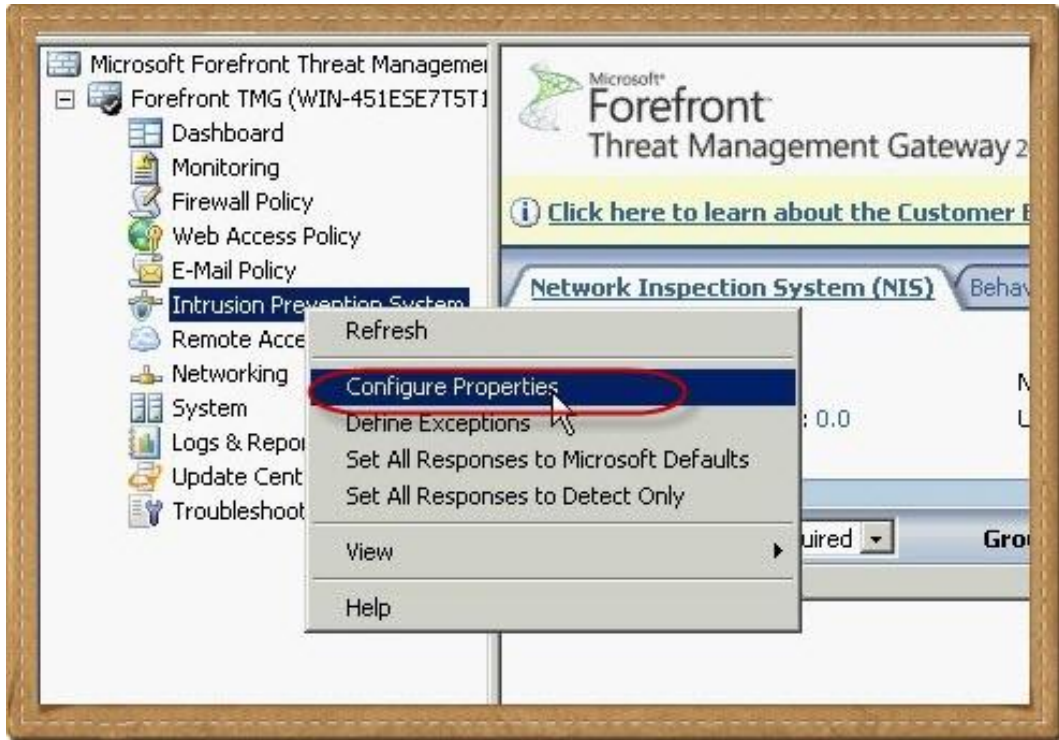 Microsoft Forefront Threat Managemer
Forefront TMG (WIN-451ESE7T5T1
Dashboard
Monitoring
Firewall Policy
Web Access Policy
E-Mail Policy
Intrusion Prevention System
Remote Acce
Networking
System
Logs & Repor
Update Cent
Troubleshoot
Refresh
Configure Properties
Define Exceptions
Set All Responses to Microsoft Defaults
Set All Responses to Detect Only
View
Help
Microsoft
Forefront
Threat Management Gateway 2
Click here to learn about the Customer E
Network Inspection System (NIS)
Behav
: 0.0
uired
Grou